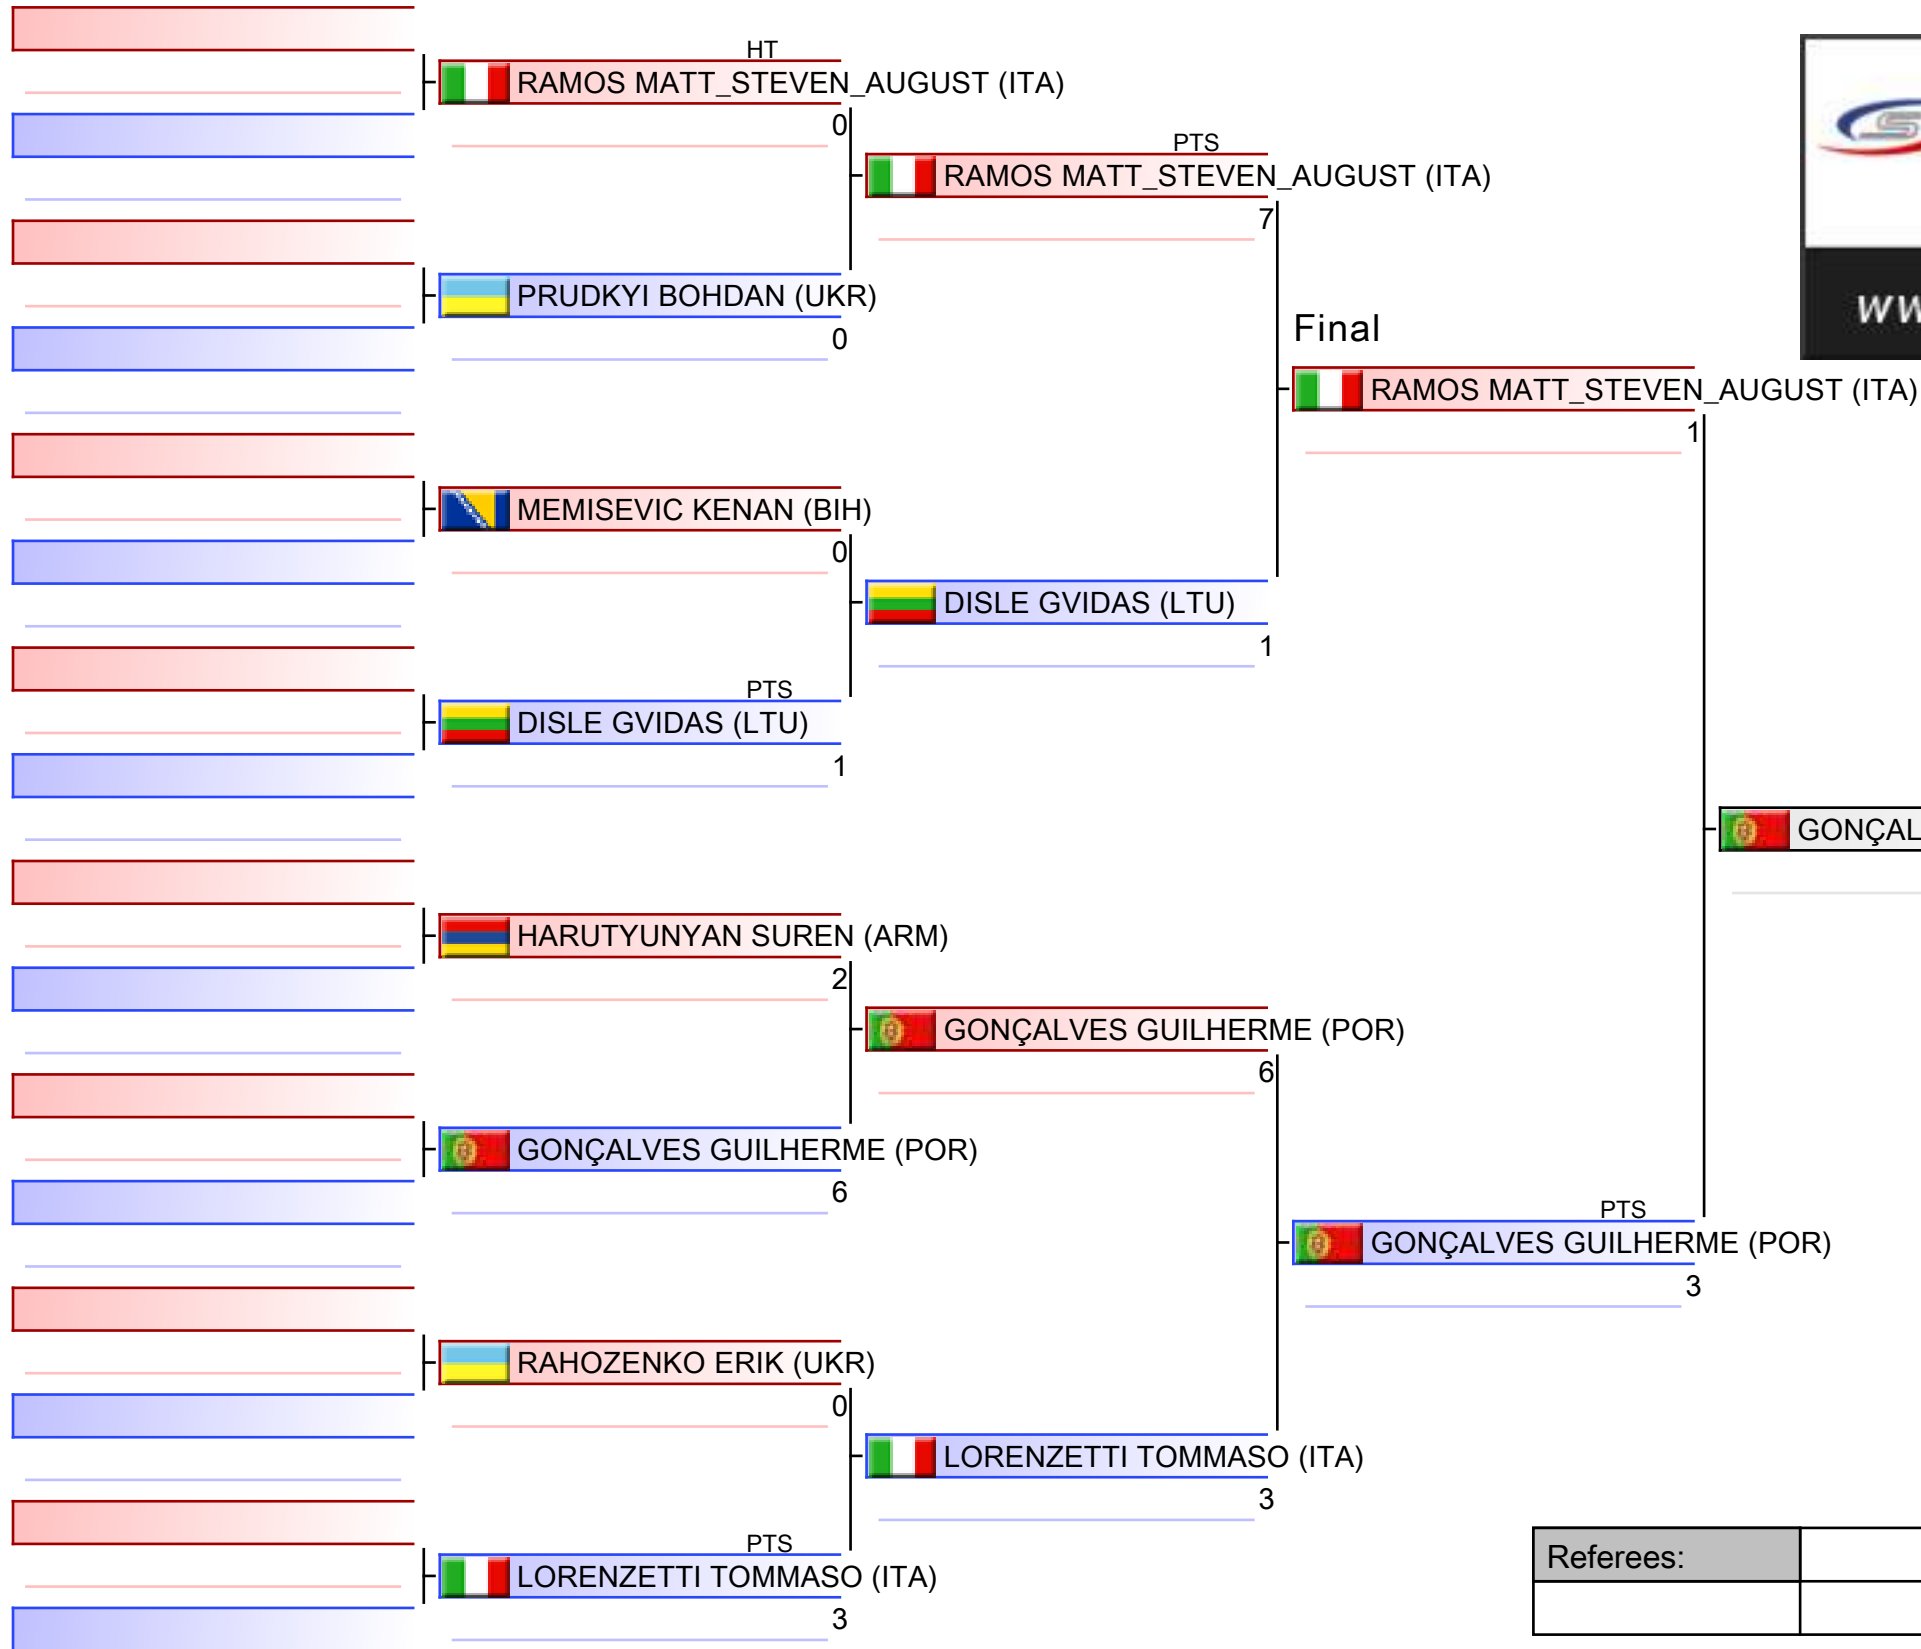 HT
RAMOS MATT_STEVEN_AUGUST (ITA)
0
PTS
RAMOS MATT_STEVEN_AUGUST (ITA)
7
PRUDKYI BOHDAN (UKR)
0
Final
RAMOS MATT_STEVEN_AUGUST (ITA)
1
MEMISEVIC KENAN (BIH)
0
DISLE GVIDAS (LTU)
1
PTS
DISLE GVIDAS (LTU)
1
GONÇAL
HARUTYUNYAN SUREN (ARM)
2
GONÇALVES GUILHERME (POR)
6
GONÇALVES GUILHERME (POR)
6
PTS
GONÇALVES GUILHERME (POR)
3
RAHOZENKO ERIK (UKR)
0
LORENZETTI TOMMASO (ITA)
3
PTS
LORENZETTI TOMMASO (ITA)
3
Referees: